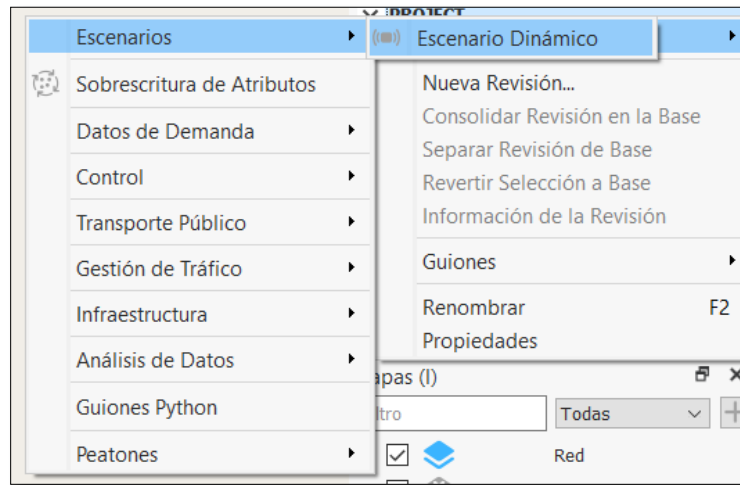 PROJECT
Escenarios
Sobrescritura de Atributos
Datos de Demanda
Control
Transporte Público
Gestión de Tráfico
Infraestructura
Análisis de Datos
Guiones Python
Peatones
Escenario Dinámico
Nueva Revisión...
Consolidar Revisión en la Base
Separar Revisión de Base
Revertir Selección a Base
Información de la Revisión
Guiones
Renombrar F2
Propiedades
apas (I)
ltro Todas
Red